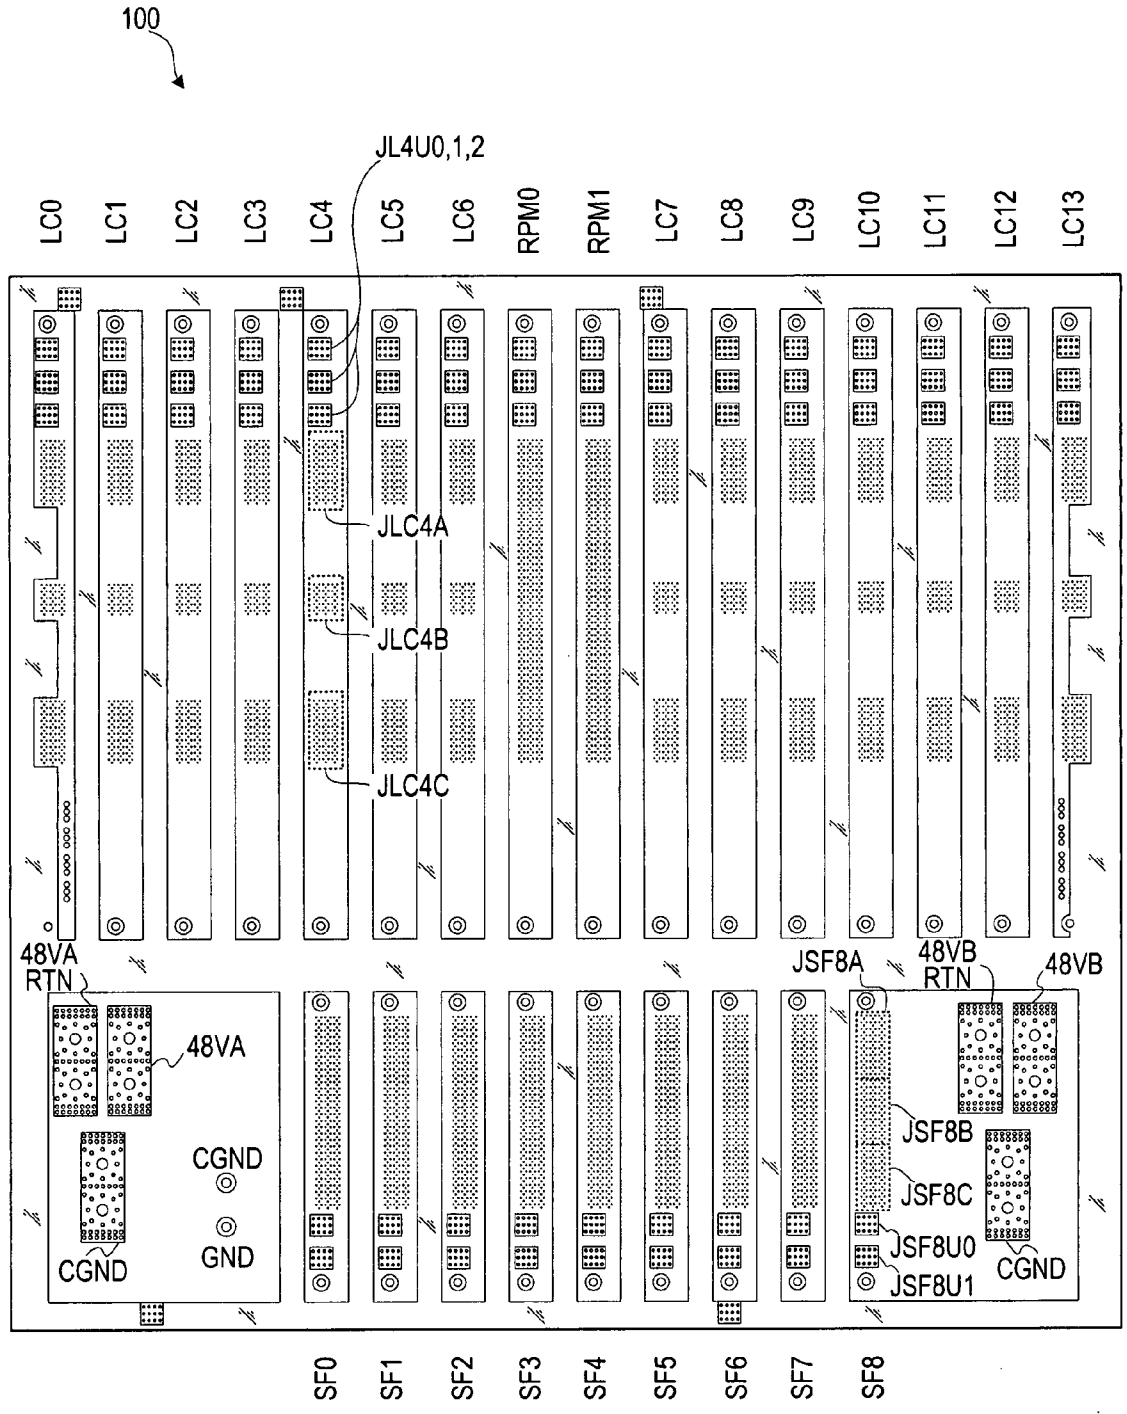 100
JL4U0,1,2
LC0
LC1
LC2
LC3
LC4
LC5
LC6
RPM0
RPM1
LC7
LC8
LC9
LC10
LC11
LC12
LC13
JLC4A
JLC4B
JLC4C
48VA
RTN
48VA
CGND
GND
CGND
JSF8A
48VB
RTN
48VB
JSF8B
JSF8C
JSF8U0
JSF8U1
CGND
SF0
SF1
SF2
SF3
SF4
SF5
SF6
SF7
SF8